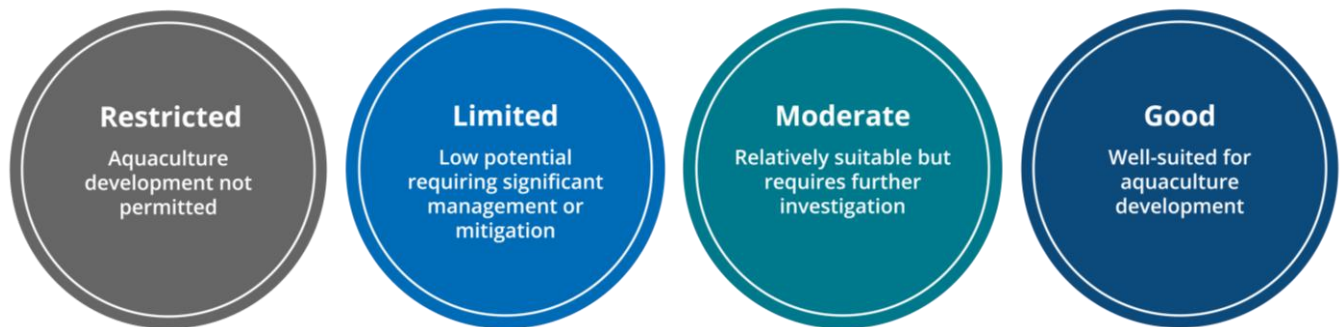 Restricted
Aquaculture
development not
permitted
Limited
Low potential
requiring significant
management or
mitigation
Moderate
Relatively suitable but
requires further
investigation
Good
Well-suited for
aquaculture
development